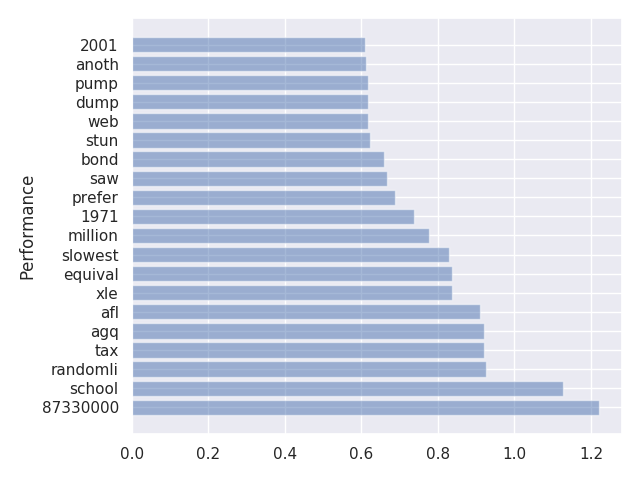 2001
anoth
pump
dump
web
stun
bond
saw
prefer
1971
million
slowest
equival
xle
afl
agq
tax
randomli
school
87330000
Performance
0.0 0.2 0.4 0.6 0.8 1.0 1.2